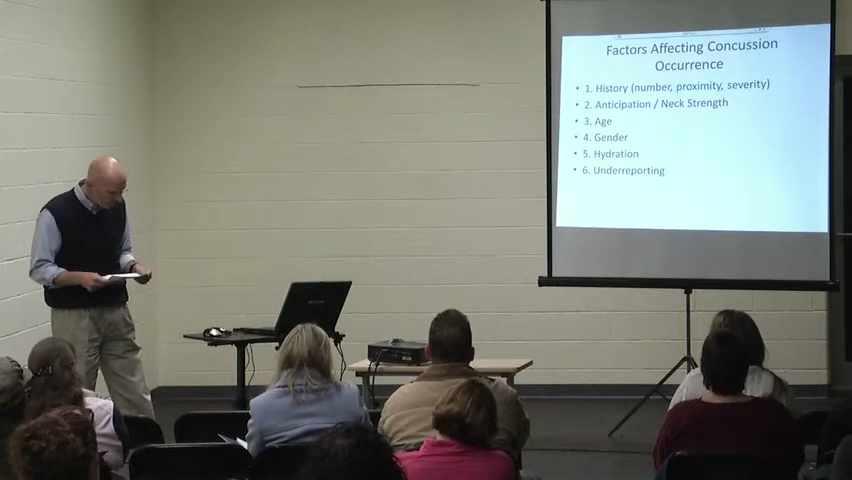 Factors Affecting Concussion
Occurrence
• 1. History (number, proximity, severity)
• 2. Anticipation / Neck Strength
• 3. Age
• 4. Gender
• 5. Hydration
• 6. Underreporting